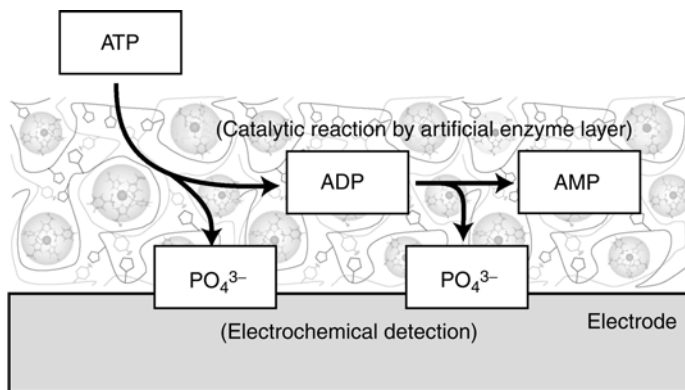 ATP
(Catalytic reaction by artificial enzyme layer)
ADP
AMP
PO₄³⁻
PO₄³⁻
Electrode
(Electrochemical detection)